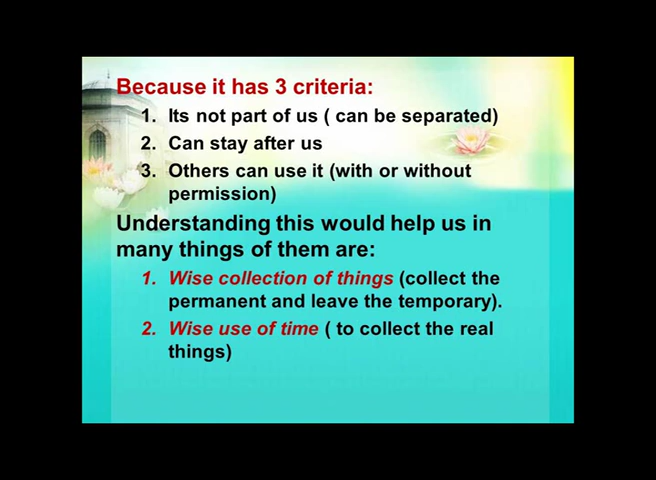 Because it has 3 criteria:
1. Its not part of us ( can be separated)
2. Can stay after us
3. Others can use it (with or without
permission)
Understanding this would help us in
many things of them are:
1. Wise collection of things (collect the
permanent and leave the temporary).
2. Wise use of time ( to collect the real
things)